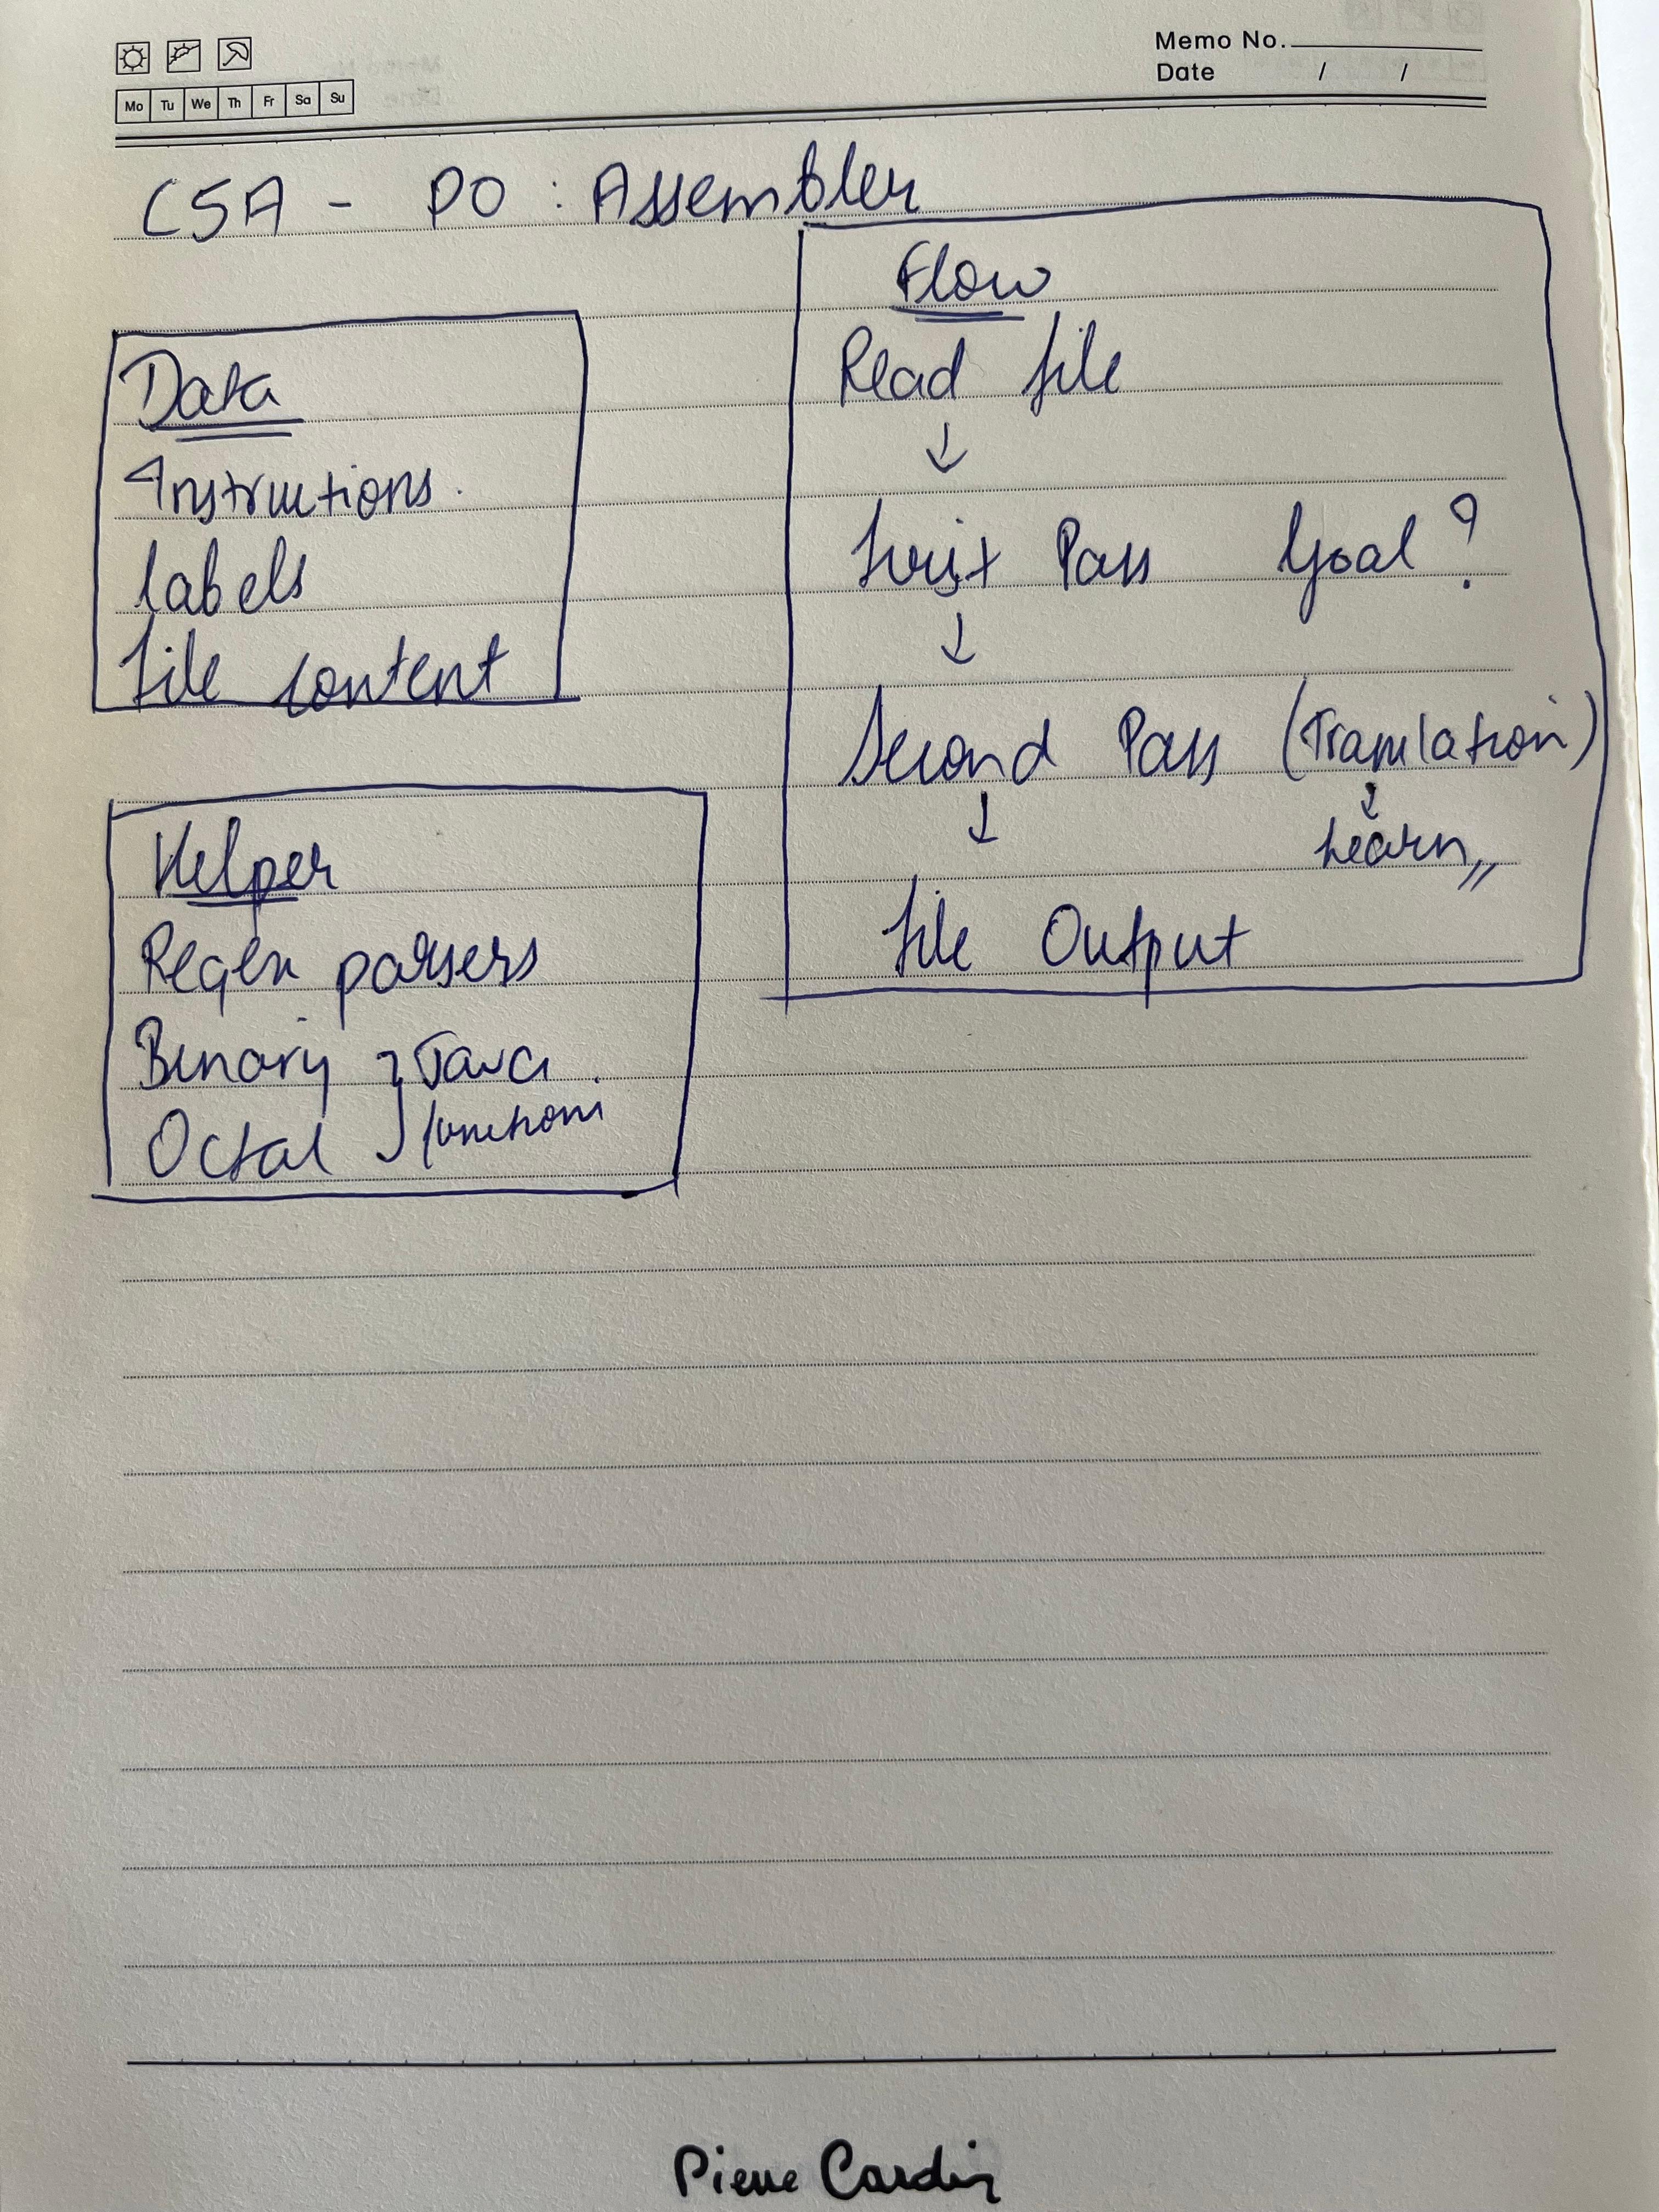 Memo No.
Mo Tu We Th Fr Sa Su
Date / /
CSA - P0 : Assembler
Data
Instructions.
Labels
File content
Helper
Regex parsers
Binary } Java
Octal } functions
Flow
Read file
↓
First Pass Goal ?
↓
Second Pass (Translation)
↓ ↓
Learn
File Output
Pierre Cardin